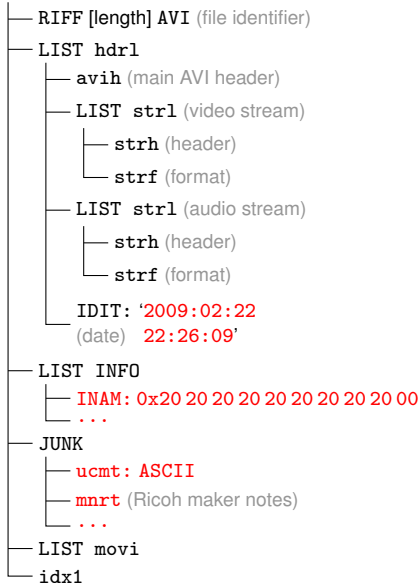 RIFF [length] AVI (file identifier)
LIST hdrl
avih (main AVI header)
LIST strl (video stream)
strh (header)
strf (format)
LIST strl (audio stream)
strh (header)
strf (format)
IDIT: ‘2009:02:22
(date) 22:26:09’
LIST INFO
INAM: 0x20 20 20 20 20 20 20 20 20 00
...
JUNK
ucmt: ASCII
mnrt (Ricoh maker notes)
...
LIST movi
idx1